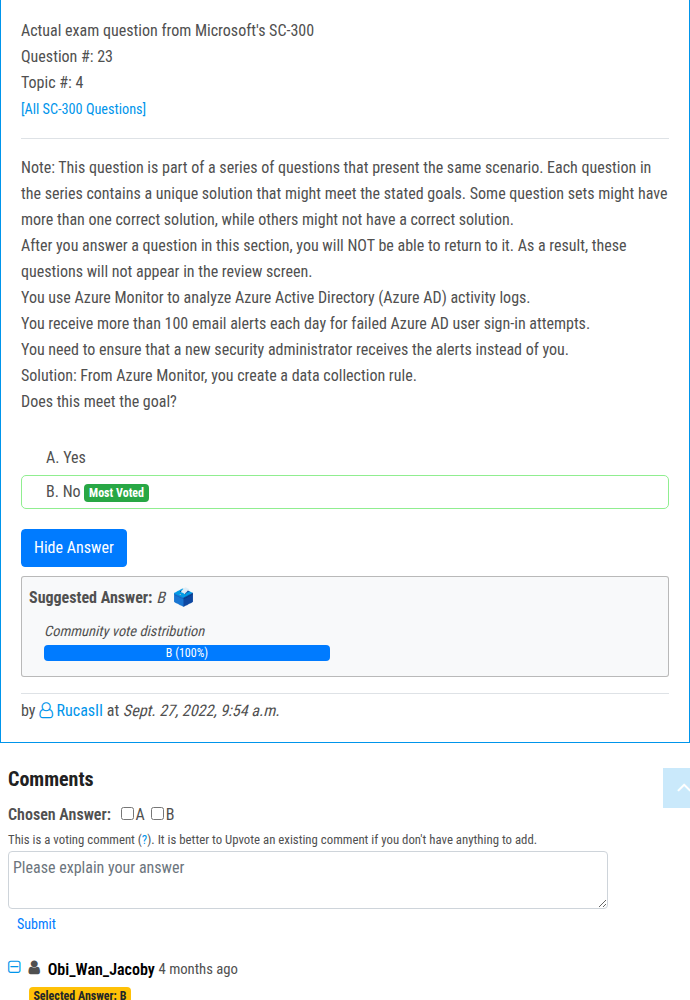 Actual exam question from Microsoft's SC-300
Question #: 23
Topic #: 4
[All SC-300 Questions]
Note: This question is part of a series of questions that present the same scenario. Each question in
the series contains a unique solution that might meet the stated goals. Some question sets might have
more than one correct solution, while others might not have a correct solution.
After you answer a question in this section, you will NOT be able to return to it. As a result, these
questions will not appear in the review screen.
You use Azure Monitor to analyze Azure Active Directory (Azure AD) activity logs.
You receive more than 100 email alerts each day for failed Azure AD user sign-in attempts.
You need to ensure that a new security administrator receives the alerts instead of you.
Solution: From Azure Monitor, you create a data collection rule.
Does this meet the goal?
A. Yes
B. No Most Voted
Hide Answer
Suggested Answer: B
Community vote distribution
B (100%)
by RucasII at Sept. 27, 2022, 9:54 a.m.
Comments
Chosen Answer: A B
This is a voting comment (?). It is better to Upvote an existing comment if you don't have anything to add.
Please explain your answer
Submit
Obi_Wan_Jacoby 4 months ago
Selected Answer: B